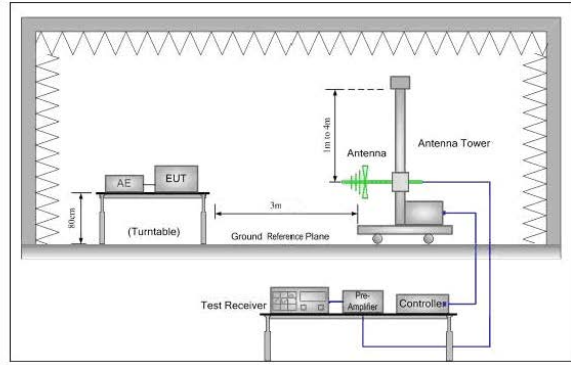 1m to 4m
Antenna
Antenna Tower
AE
EUT
80cm
(Turntable)
3m
Ground Reference Plane
Test Receiver
Pre-
Amplifier
Controller